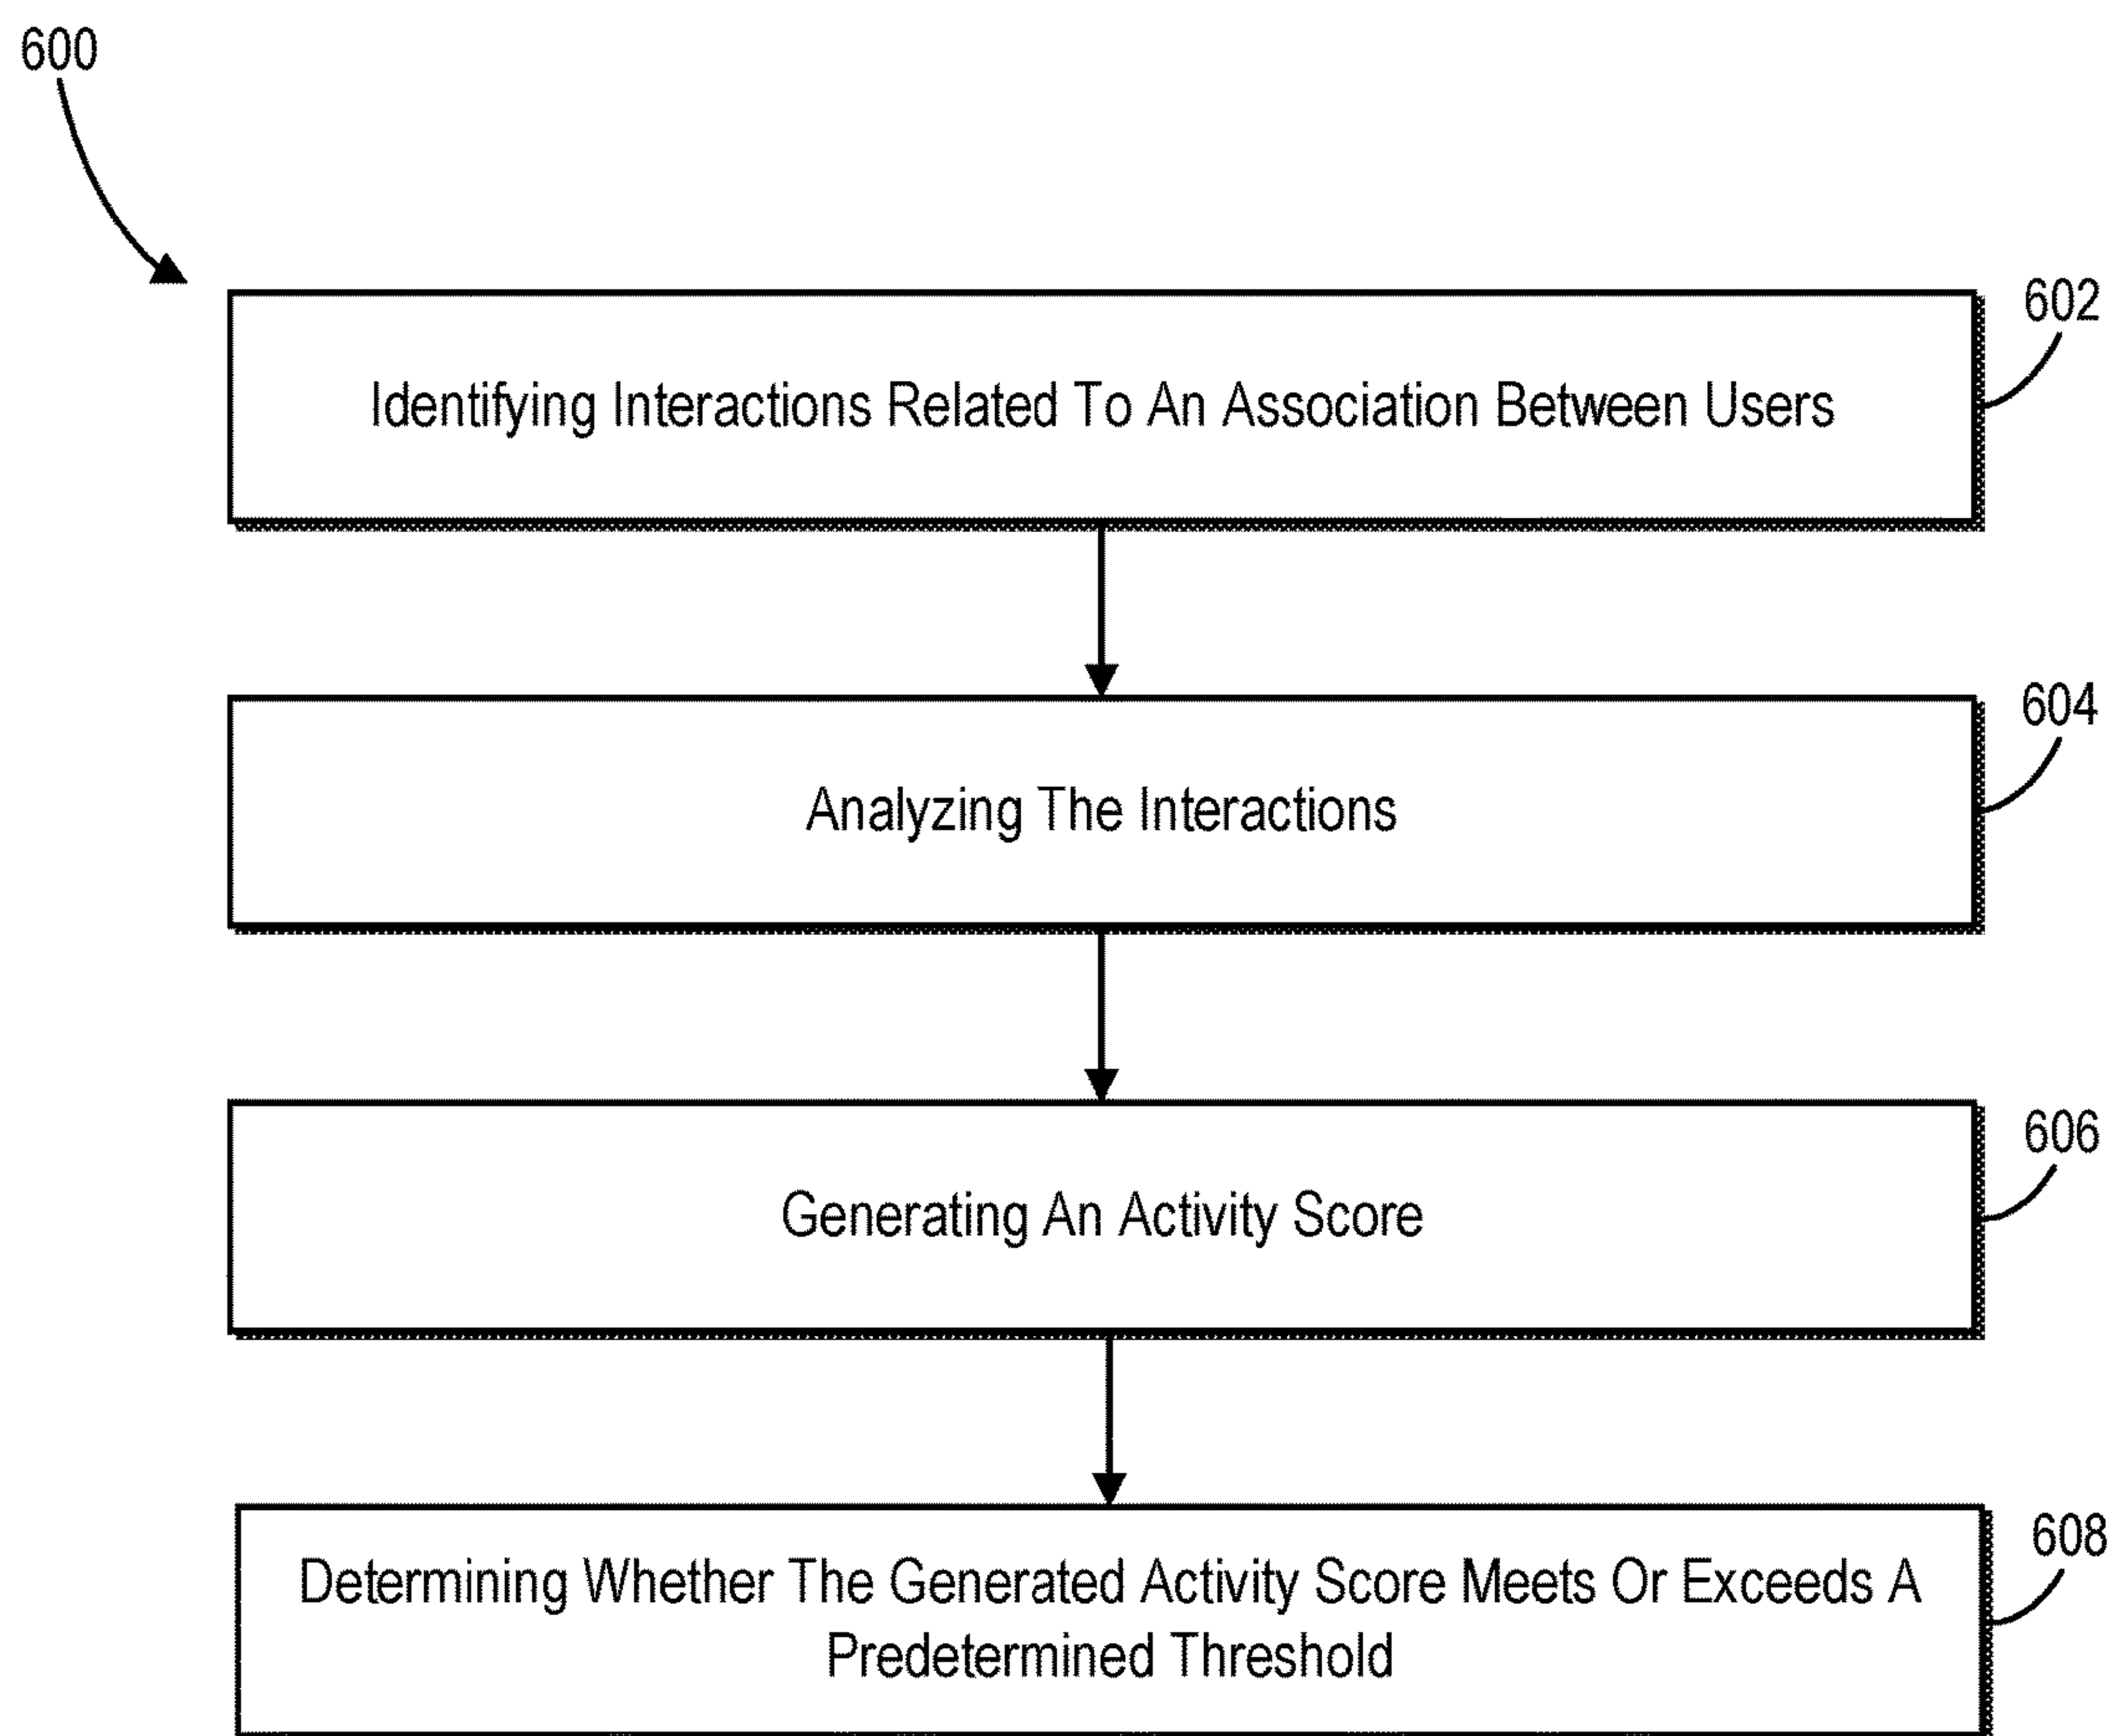 600
602
Identifying Interactions Related To An Association Between Users
604
Analyzing The Interactions
606
Generating An Activity Score
608
Determining Whether The Generated Activity Score Meets Or Exceeds A
Predetermined Threshold